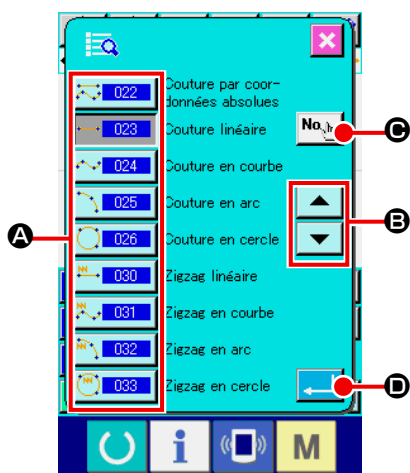 022 Couture par coor-
données absolues
023 Couture linéaire
No.
C
024 Couture en courbe
025 Couture en arc
B
A
026 Couture en cercle
030 Zigzag linéaire
031 Zigzag en courbe
032 Zigzag en arc
033 Zigzag en cercle
D
i
M